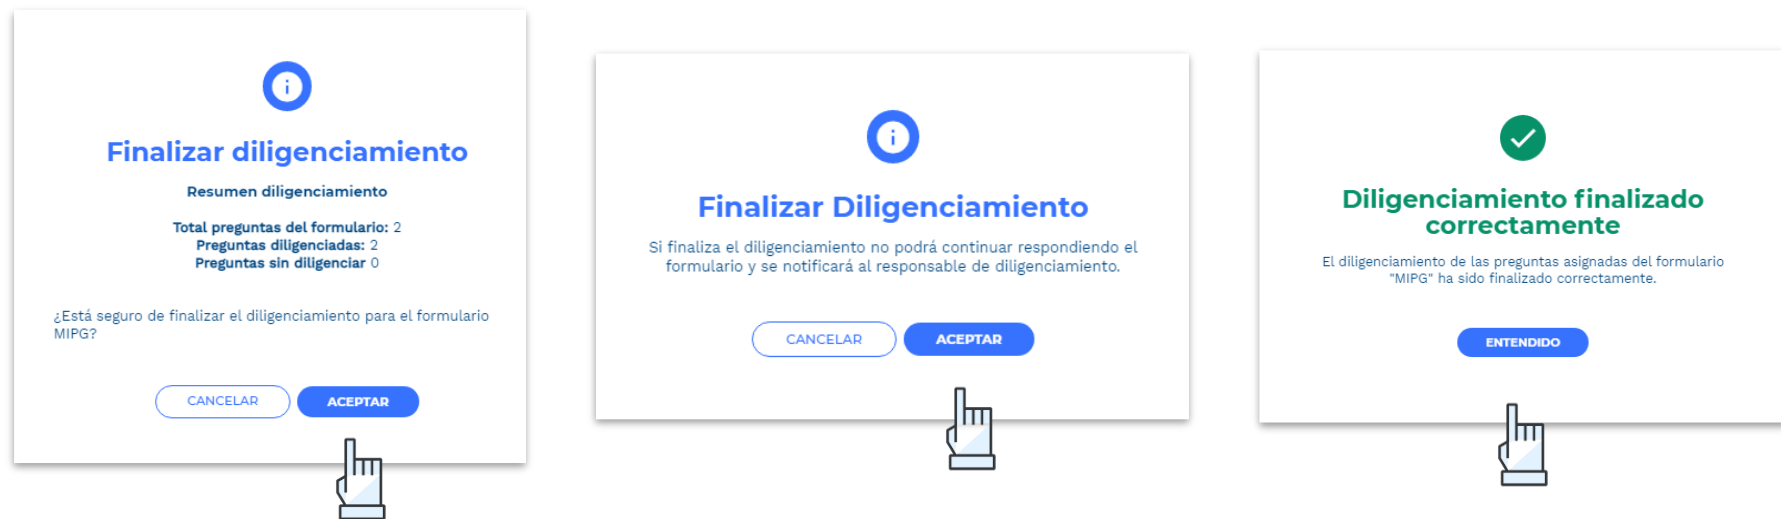 Finalizar diligenciamiento
Resumen diligenciamiento
Total preguntas del formulario: 2
Preguntas diligenciadas: 2
Preguntas sin diligenciar 0
¿Está seguro de finalizar el diligenciamiento para el formulario
MIPG?
CANCELAR
ACEPTAR
Finalizar Diligenciamiento
Si finaliza el diligenciamiento no podrá continuar respondiendo el
formulario y se notificará al responsable de diligenciamiento.
CANCELAR
ACEPTAR
Diligenciamiento finalizado
correctamente
El diligenciamiento de las preguntas asignadas del formulario
"MIPG" ha sido finalizado correctamente.
ENTENDIDO